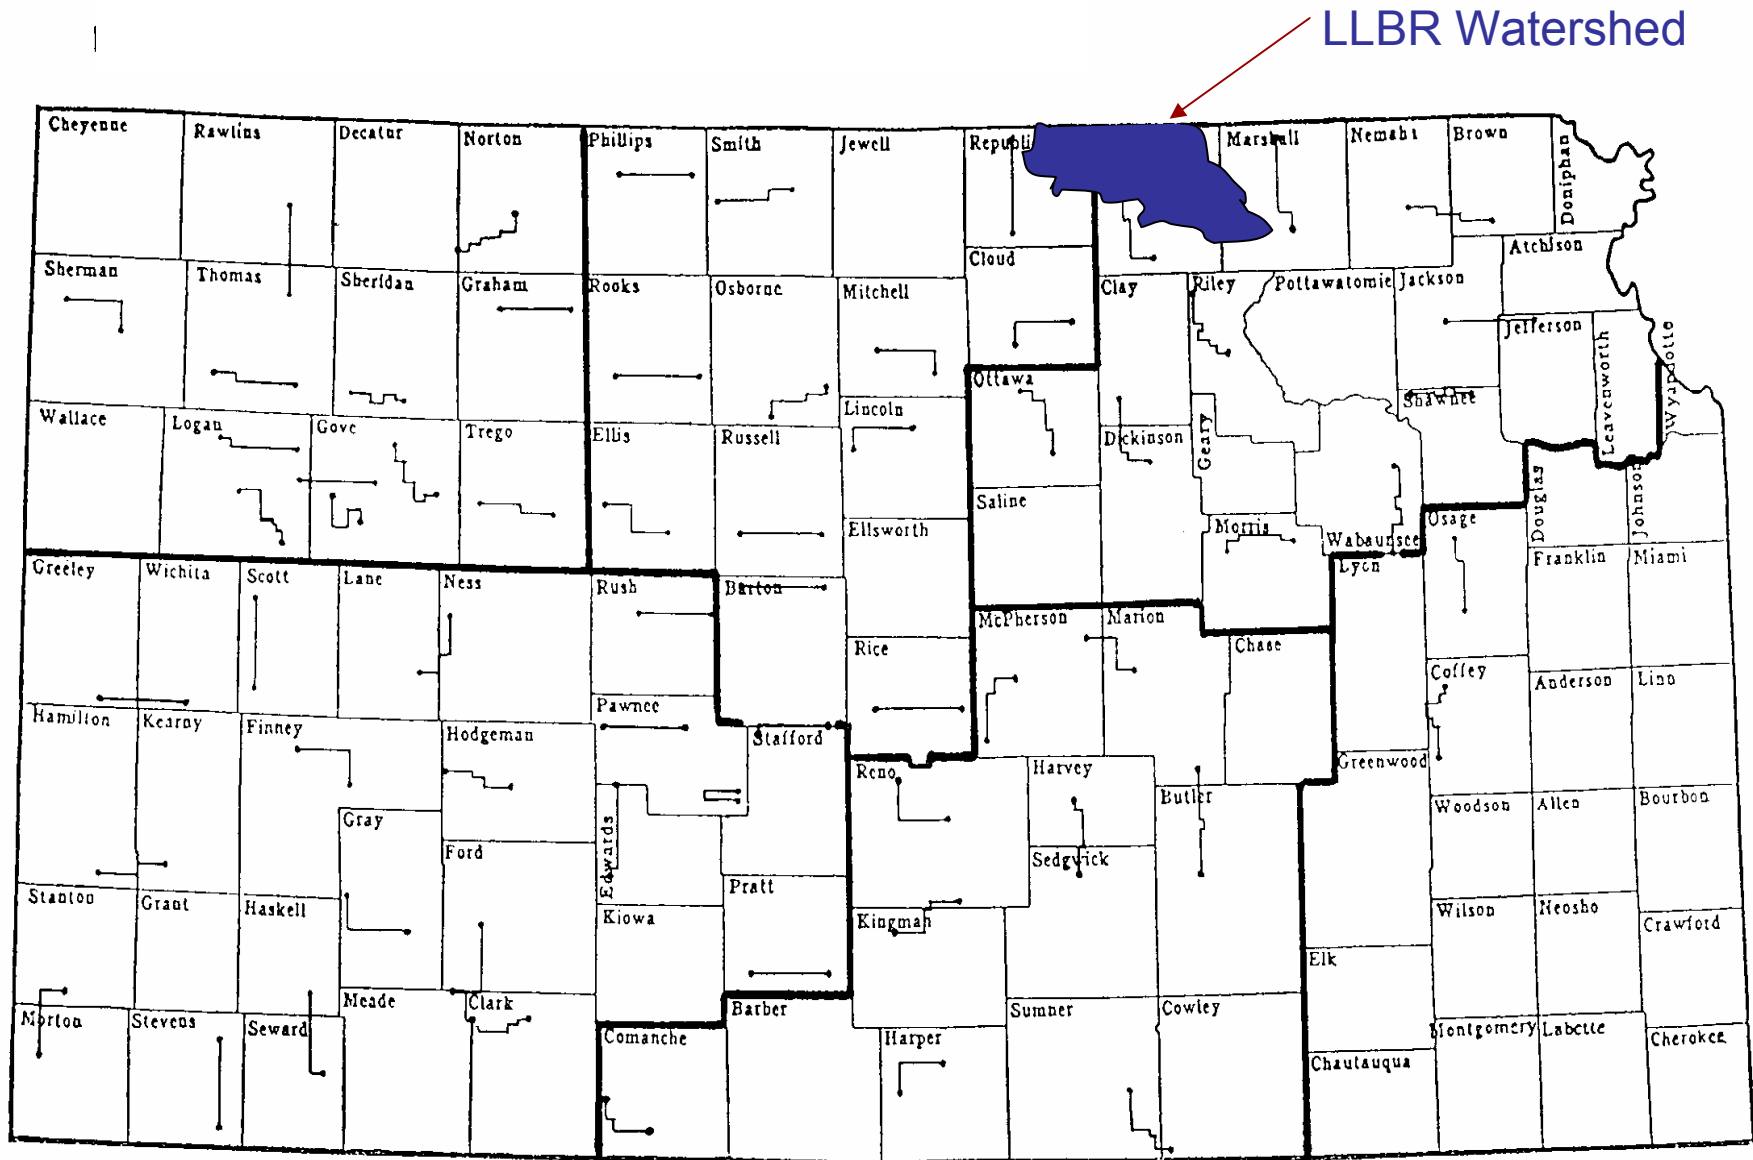 LLBR Watershed
Cheyenne
Rawlins
Decatur
Norton
Phillips
Smith
Jewell
Republi
Marshall
Nemaha
Brown
Doniphan
Sherman
Thomas
Sheridan
Graham
Rooks
Osborne
Mitchell
Cloud
Clay
Riley
Pottawatomie
Jackson
Atchison
Jefferson
Leavenworth
Wyandotte
Wallace
Logan
Gove
Trego
Ellis
Russell
Lincoln
Ottawa
Dickinson
Geary
Shawnee
Saline
Ellsworth
Morris
Wabaunsee
Osage
Douglas
Johnson
Greeley
Wichita
Scott
Lane
Ness
Rush
Barton
Rice
McPherson
Marion
Chase
Lyon
Franklin
Miami
Coffey
Anderson
Linn
Hamilton
Kearny
Finney
Hodgeman
Pawnee
Stafford
Reno
Harvey
Butler
Greenwood
Woodson
Allen
Bourbon
Gray
Ford
Edwards
Sedgwick
Stanton
Grant
Haskell
Kiowa
Pratt
Kingman
Wilson
Neosho
Crawford
Elk
Morton
Stevens
Seward
Meade
Clark
Comanche
Barber
Harper
Sumner
Cowley
Chautauqua
Montgomery
Labette
Cherokee